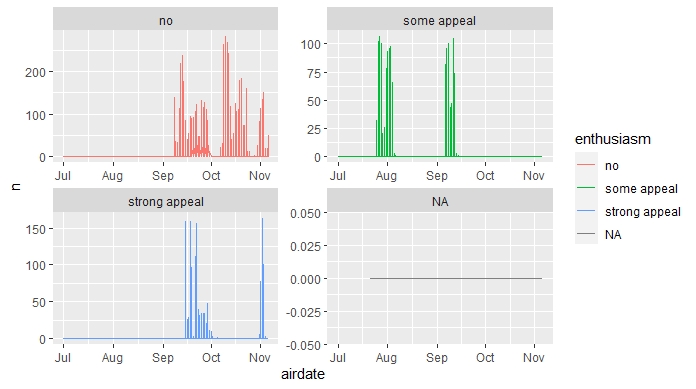 no
some appeal
200
100
0
Jul Aug Sep Oct Nov
100
75
50
25
0
Jul Aug Sep Oct Nov
n
strong appeal
NA
150
100
50
0
Jul Aug Sep Oct Nov
0.050
0.025
0.000
-0.025
-0.050
Jul Aug Sep Oct Nov
airdate
enthusiasm
no
some appeal
strong appeal
NA